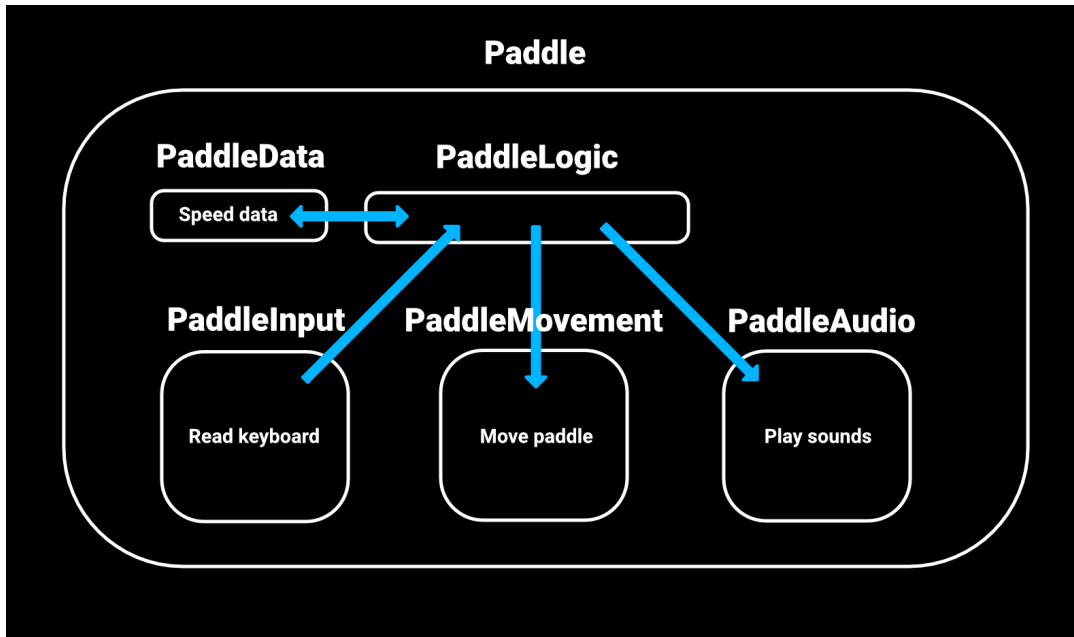 Paddle
PaddleData
PaddleLogic
Speed data
PaddleInput
PaddleMovement
PaddleAudio
Read keyboard
Move paddle
Play sounds